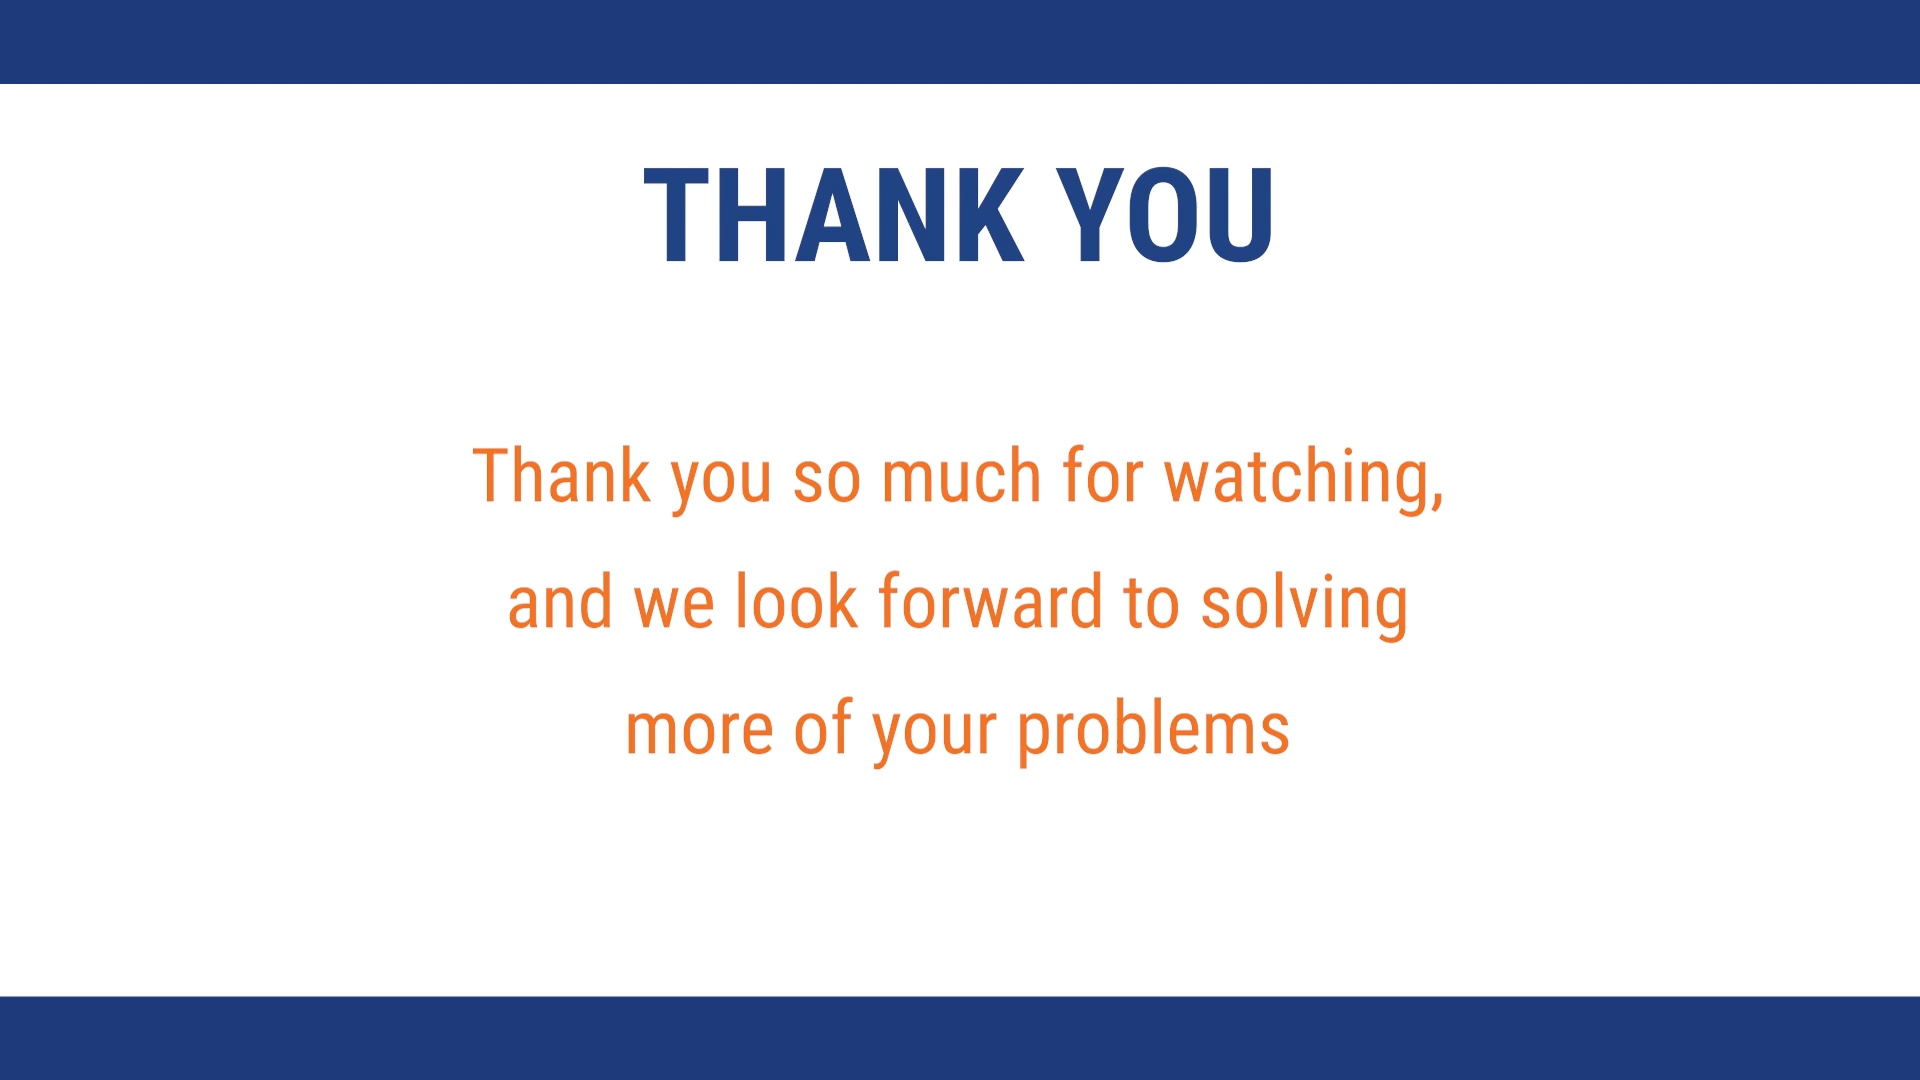 THANK YOU
Thank you so much for watching,
and we look forward to solving
more of your problems